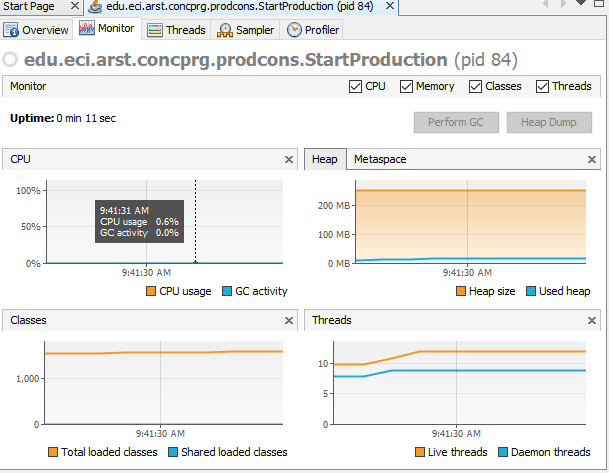 Start Page × edu.eci.arst.concprg.prodcons.StartProduction (pid 84) ×
Overview Monitor Threads Sampler Profiler
edu.eci.arst.concprg.prodcons.StartProduction (pid 84)
Monitor CPU Memory Classes Threads
Uptime: 0 min 11 sec
Perform GC Heap Dump
CPU ×
100%
50%
0%
9:41:31 AM
CPU usage 0.6%
GC activity 0.0%
9:41:30 AM
CPU usage GC activity
Heap Metaspace ×
200 MB
100 MB
0 MB
9:41:30 AM
Heap size Used heap
Classes ×
1,000
0
9:41:30 AM
Total loaded classes Shared loaded classes
Threads ×
10
5
0
9:41:30 AM
Live threads Daemon threads